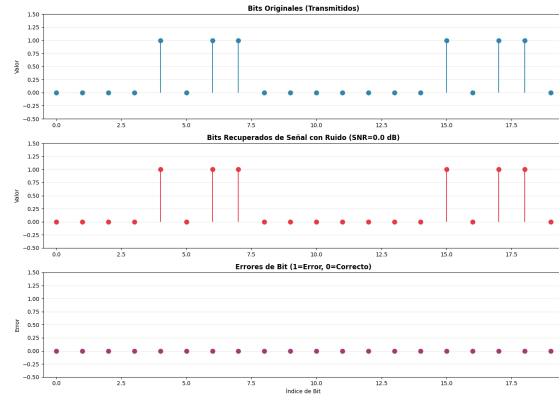 Bits Originales (Transmitidos)
1.50
1.25
1.00
0.75
0.50
0.25
0.00
−0.25
−0.50
Valor
0.0 2.5 5.0 7.5 10.0 12.5 15.0 17.5
Bits Recuperados de Señal con Ruido (SNR=0.0 dB)
1.50
1.25
1.00
0.75
0.50
0.25
0.00
−0.25
−0.50
Valor
0.0 2.5 5.0 7.5 10.0 12.5 15.0 17.5
Errores de Bit (1=Error, 0=Correcto)
1.50
1.25
1.00
0.75
0.50
0.25
0.00
−0.25
−0.50
Error
0.0 2.5 5.0 7.5 10.0 12.5 15.0 17.5
Índice de Bit